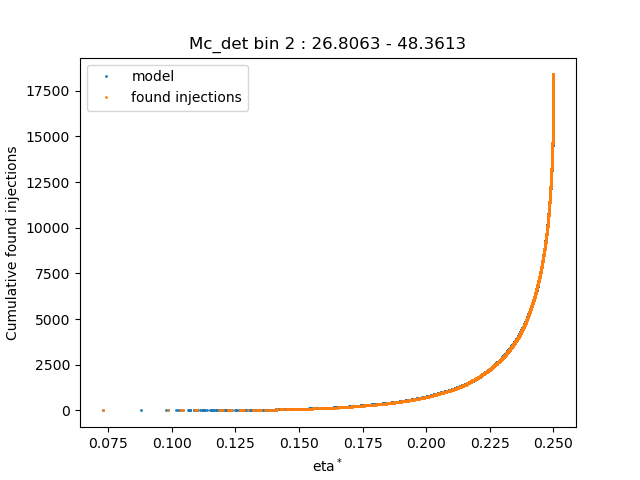 Mc_det bin 2 : 26.8063 - 48.3613
model
found injections
Cumulative found injections
17500
15000
12500
10000
7500
5000
2500
0
0.075 0.100 0.125 0.150 0.175 0.200 0.225 0.250
eta*